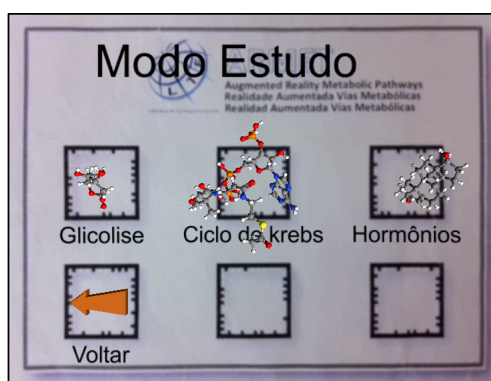 Modo Estudo
Augmented Reality Metabolic Pathways
Realidade Aumentada Vias Metabólicas
Realidad Aumentada Vías Metabólicas
Glicolise
Ciclo de krebs
Hormônios
Voltar